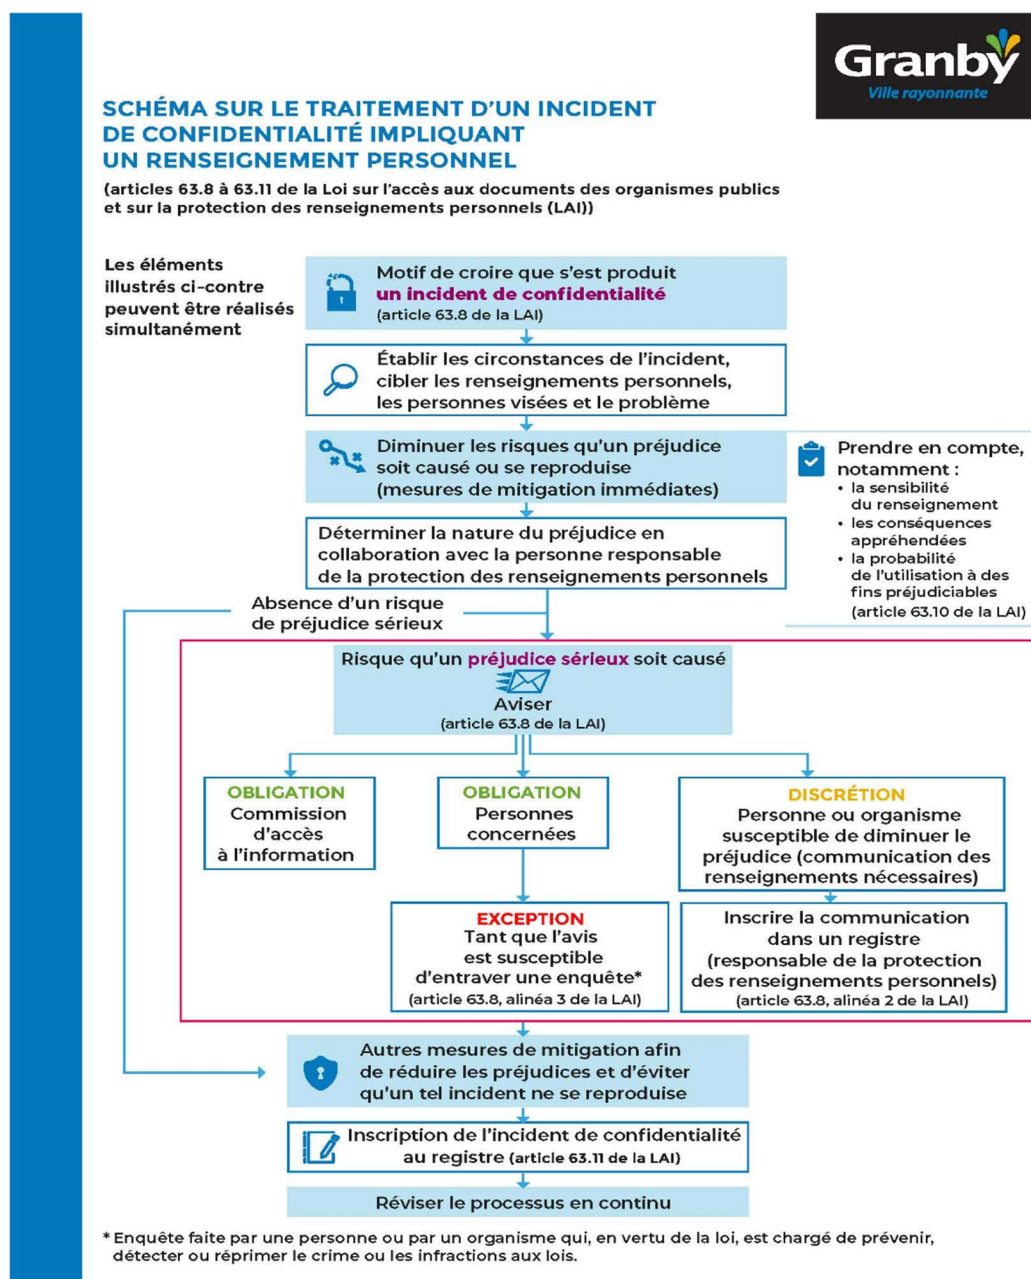 Granby
Ville rayonnante
SCHÉMA SUR LE TRAITEMENT D'UN INCIDENT
DE CONFIDENTIALITÉ IMPLIQUANT
UN RENSEIGNEMENT PERSONNEL
(articles 63.8 à 63.11 de la Loi sur l'accès aux documents des organismes publics
et sur la protection des renseignements personnels (LAI))
Les éléments
illustrés ci-contre
peuvent être réalisés
simultanément
Motif de croire que s'est produit
un incident de confidentialité
(article 63.8 de la LAI)
Établir les circonstances de l'incident,
cibler les renseignements personnels,
les personnes visées et le problème
Diminuer les risques qu'un préjudice
soit causé ou se reproduise
(mesures de mitigation immédiates)
Prendre en compte,
notamment :
• la sensibilité
du renseignement
• les conséquences
appréhendées
• la probabilité
de l'utilisation à des
fins préjudiciables
(article 63.10 de la LAI)
Déterminer la nature du préjudice en
collaboration avec la personne responsable
de la protection des renseignements personnels
Absence d'un risque
de préjudice sérieux
Risque qu'un préjudice sérieux soit causé
Aviser
(article 63.8 de la LAI)
OBLIGATION
Commission
d'accès
à l'information
OBLIGATION
Personnes
concernées
DISCRÉTION
Personne ou organisme
susceptible de diminuer le
préjudice (communication des
renseignements nécessaires)
EXCEPTION
Tant que l'avis
est susceptible
d'entraver une enquête*
(article 63.8, alinéa 3 de la LAI)
Inscrire la communication
dans un registre
(responsable de la protection
des renseignements personnels)
(article 63.8, alinéa 2 de la LAI)
Autres mesures de mitigation afin
de réduire les préjudices et d'éviter
qu'un tel incident ne se reproduise
Inscription de l'incident de confidentialité
au registre (article 63.11 de la LAI)
Réviser le processus en continu
* Enquête faite par une personne ou par un organisme qui, en vertu de la loi, est chargé de prévenir,
détecter ou réprimer le crime ou les infractions aux lois.